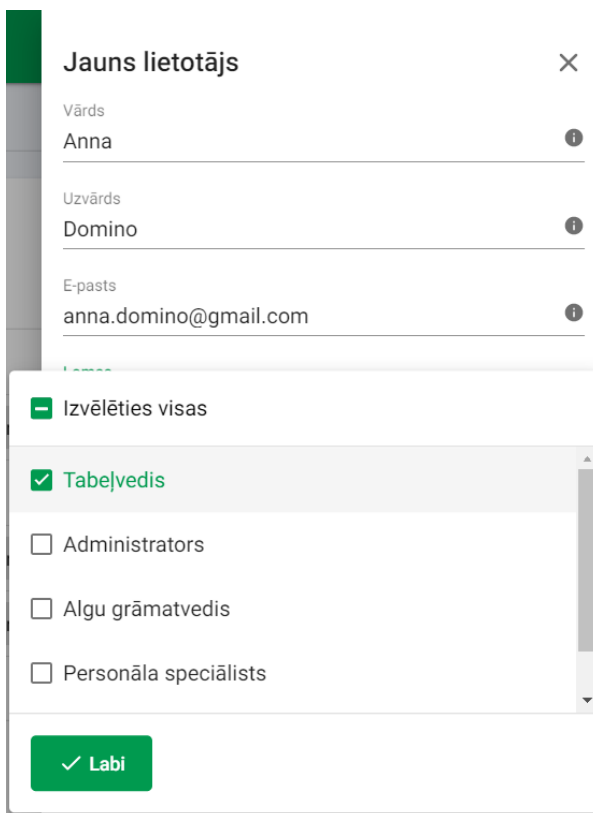 Jauns lietotājs
Vārds
Anna
Uzvārds
Domino
E-pasts
anna.domino@gmail.com
Izvēlēties visas
Tabeļvedis
Administrators
Algu grāmatvedis
Personāla speciālists
Labi